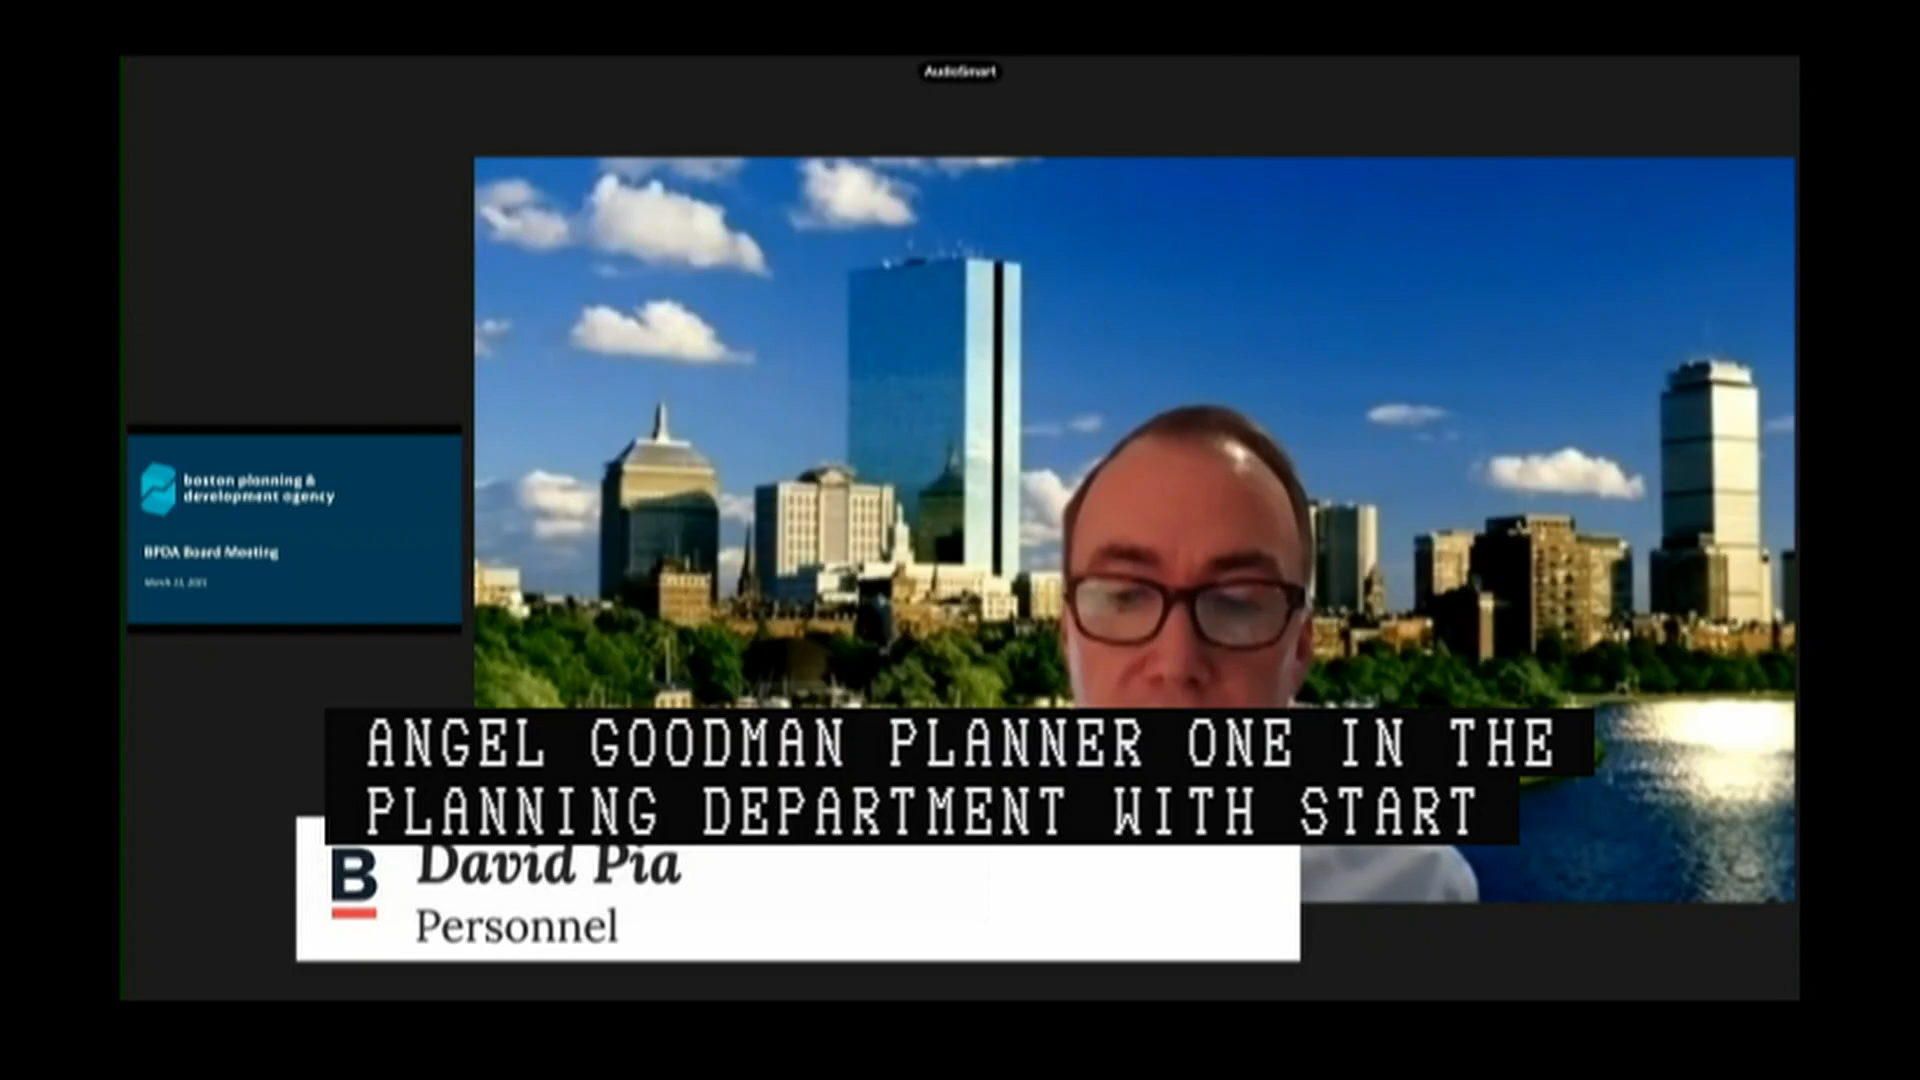 AudioSmart
boston planning &
development agency
BPDA Board Meeting
ANGEL GOODMAN PLANNER ONE IN THE
PLANNING DEPARTMENT WITH START
B
David Pia
Personnel